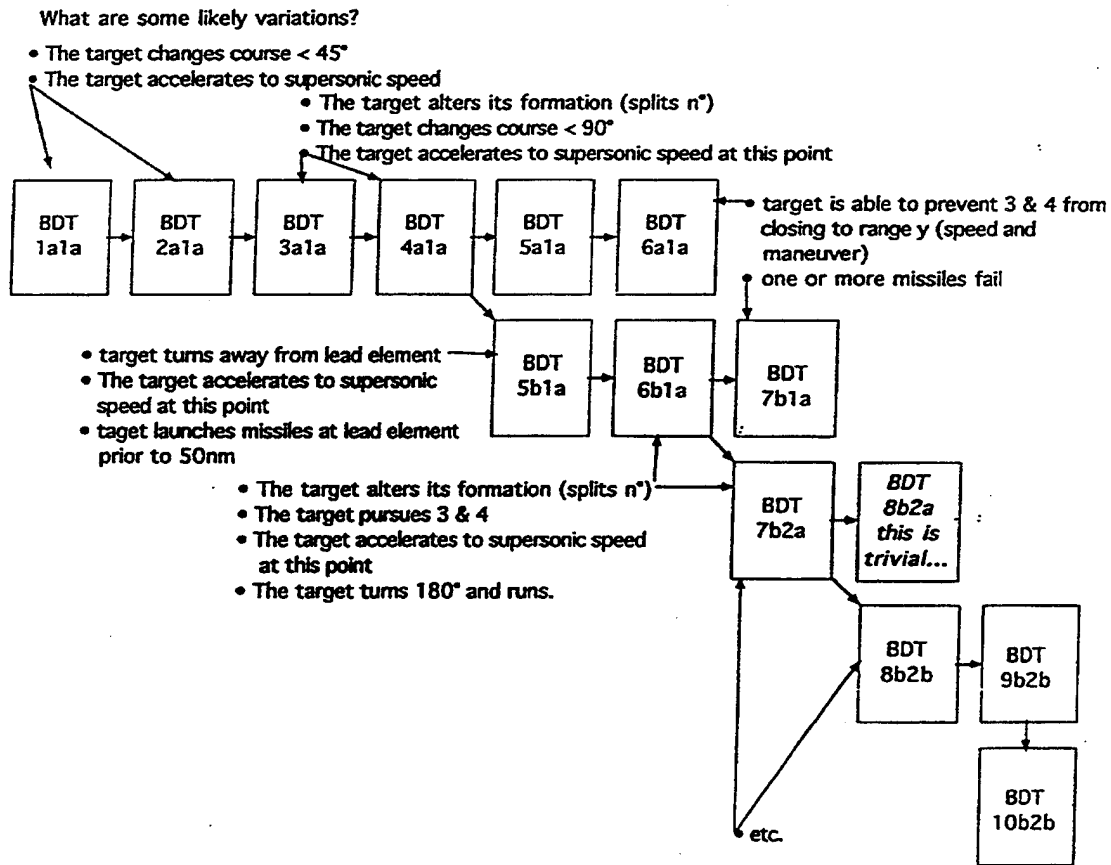 What are some likely variations?
• The target changes course < 45°
• The target accelerates to supersonic speed
• The target alters its formation (splits n°)
• The target changes course < 90°
• The target accelerates to supersonic speed at this point
BDT
1a1a
BDT
2a1a
BDT
3a1a
BDT
4a1a
BDT
5a1a
BDT
6a1a
• target is able to prevent 3 & 4 from
closing to range y (speed and
maneuver)
• one or more missiles fail
• target turns away from lead element
• The target accelerates to supersonic
speed at this point
• taget launches missiles at lead element
prior to 50nm
BDT
5b1a
BDT
6b1a
BDT
7b1a
• The target alters its formation (splits n°)
• The target pursues 3 & 4
• The target accelerates to supersonic speed
at this point
• The target turns 180° and runs.
BDT
7b2a
BDT
8b2a
this is
trivial...
BDT
8b2b
BDT
9b2b
BDT
10b2b
• etc.